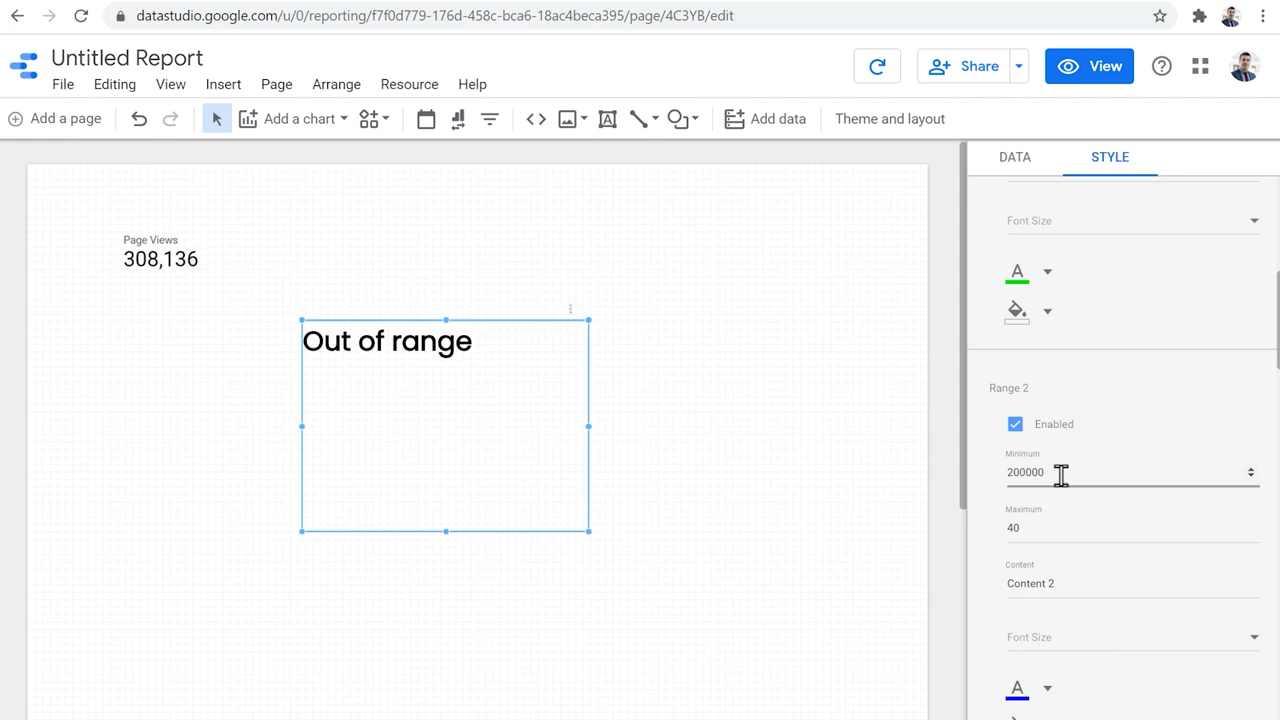 datastudio.google.com/u/0/reporting/f7f0d779-176d-458c-bca6-18ac4beca395/page/4C3YB/edit
Untitled Report
File Editing View Insert Page Arrange Resource Help
Share
View
Add a page
Add a chart
Add data
Theme and layout
DATA STYLE
Page Views
308,136
Out of range
Font Size
A
Range 2
Enabled
Minimum
200000
Maximum
40
Content
Content 2
Font Size
A